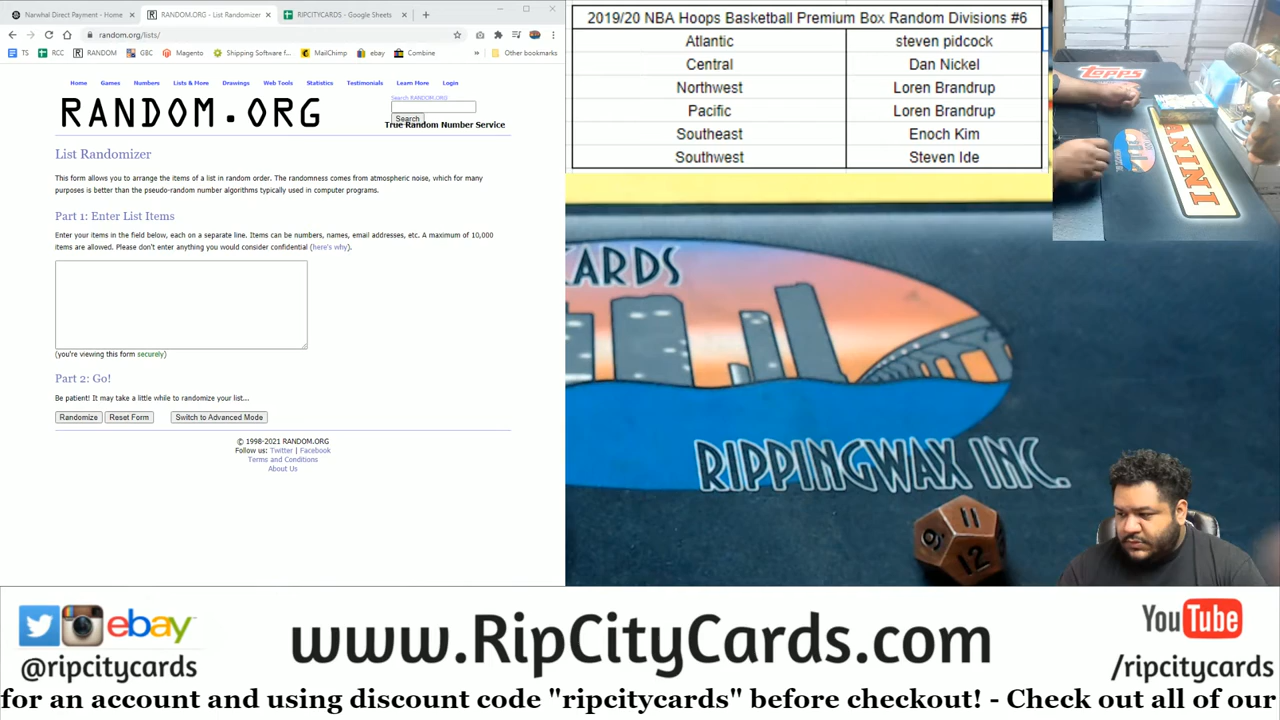 Narwhal Direct Payment - Home
RANDOM.ORG - List Randomizer
RIPCITYCARDS - Google Sheets
random.org/lists/
TS RCC RANDOM GBC Magento Shipping Software f... MailChimp ebay Combine » Other bookmarks
Home Games Numbers Lists & More Drawings Web Tools Statistics Testimonials Learn More Login
RANDOM.ORG
Search RANDOM.ORG
Search
True Random Number Service
List Randomizer
This form allows you to arrange the items of a list in random order. The randomness comes from atmospheric noise, which for many
purposes is better than the pseudo-random number algorithms typically used in computer programs.
Part 1: Enter List Items
Enter your items in the field below, each on a separate line. Items can be numbers, names, email addresses, etc. A maximum of 10,000
items are allowed. Please don't enter anything you would consider confidential (here's why).
(you're viewing this form securely)
Part 2: Go!
Be patient! It may take a little while to randomize your list...
Randomize Reset Form Switch to Advanced Mode
© 1998-2021 RANDOM.ORG
Follow us: Twitter | Facebook
Terms and Conditions
About Us
2019/20 NBA Hoops Basketball Premium Box Random Divisions #6
Atlantic steven pidcock
Central Dan Nickel
Northwest Loren Brandrup
Pacific Loren Brandrup
Southeast Enoch Kim
Southwest Steven Ide
topps
PANINI
CARDS
RIPPINGWAX INC.
11
9
12
ebay
@ripcitycards
www.RipCityCards.com
YouTube
/ripcitycards
for an account and using discount code "ripcitycards" before checkout! - Check out all of our